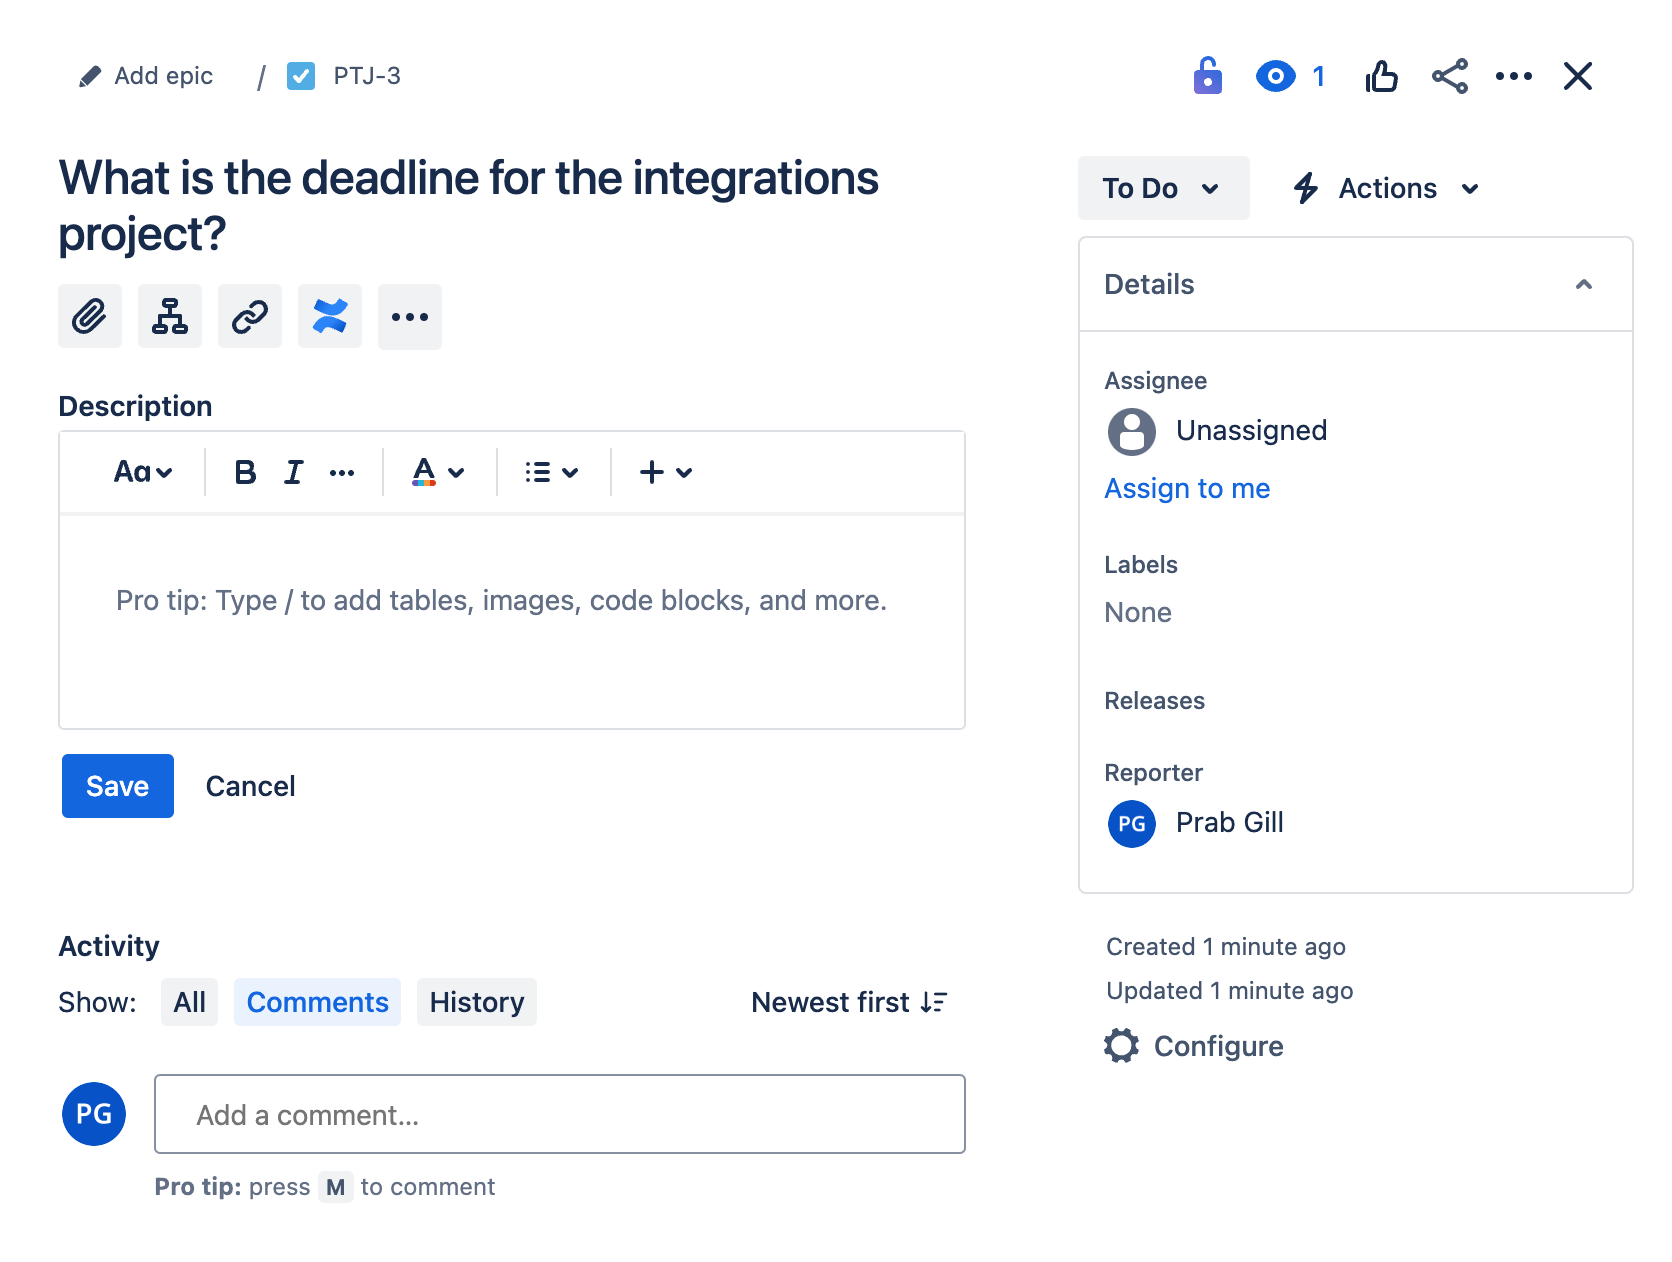 Add epic / PTJ-3
1
What is the deadline for the integrations
project?
To Do
Actions
Details
Description
Aa B I A
Pro tip: Type / to add tables, images, code blocks, and more.
Save Cancel
Assignee
Unassigned
Assign to me
Labels
None
Releases
Reporter
PG Prab Gill
Activity
Show: All Comments History Newest first
PG Add a comment...
Pro tip: press M to comment
Created 1 minute ago
Updated 1 minute ago
Configure